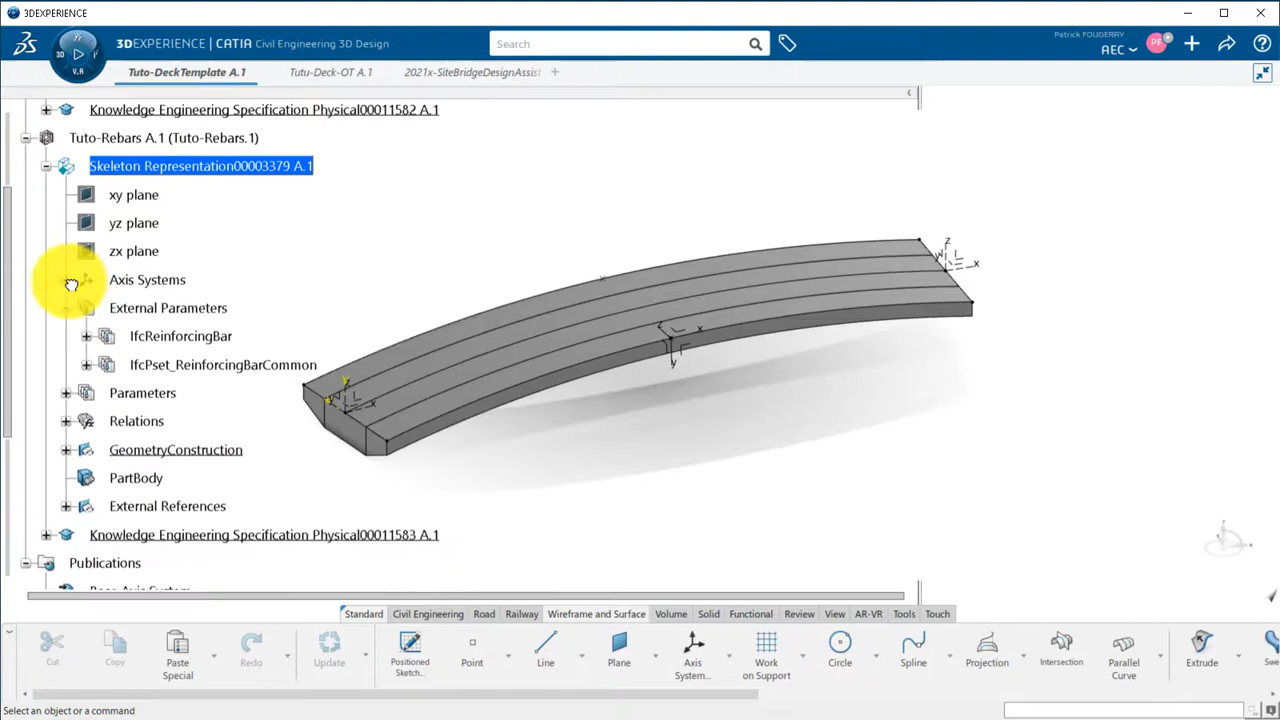 3DEXPERIENCE
3DEXPERIENCE | CATIA Civil Engineering 3D Design
Search
Patrick FOUGERRY
AEC
PF
3D
V.R
Tuto-DeckTemplate A.1
Tutu-Deck-OT A.1
2021x-SiteBridgeDesignAssist
Knowledge Engineering Specification Physical00011582 A.1
Tuto-Rebars A.1 (Tuto-Rebars.1)
Skeleton Representation00003379 A.1
xy plane
yz plane
zx plane
Axis Systems
External Parameters
IfcReinforcingBar
IfcPset_ReinforcingBarCommon
Parameters
Relations
GeometryConstruction
PartBody
External References
Knowledge Engineering Specification Physical00011583 A.1
Publications
z
x
z
x
y
y
x
Standard
Civil Engineering
Road
Railway
Wireframe and Surface
Volume
Solid
Functional
Review
View
AR-VR
Tools
Touch
Cut
Copy
Paste Special
Redo
Update
Positioned Sketch...
Point
Line
Plane
Axis System...
Work on Support
Circle
Spline
Projection
Intersection
Parallel Curve
Extrude
Swe
Select an object or a command